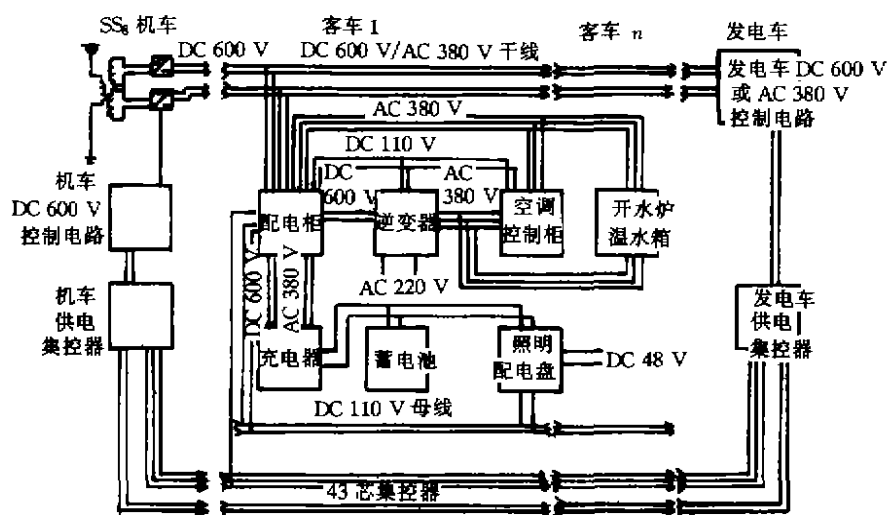 SS₈ 机车
客车 1
客车 n
发电车
DC 600 V
DC 600 V/AC 380 V 干线
发电车 DC 600 V
或 AC 380 V
控制电路
AC 380 V
DC 110 V
DC
600 V
AC
380 V
机车
DC 600 V
控制电路
配电柜
逆变器
空调
控制柜
开水炉
温水箱
DC 600 V
AC 380 V
AC 220 V
机车
供电
集控器
发电车
供电
集控器
充电器
蓄电池
照明
配电盘
DC 48 V
DC 110 V 母线
43 芯集控器